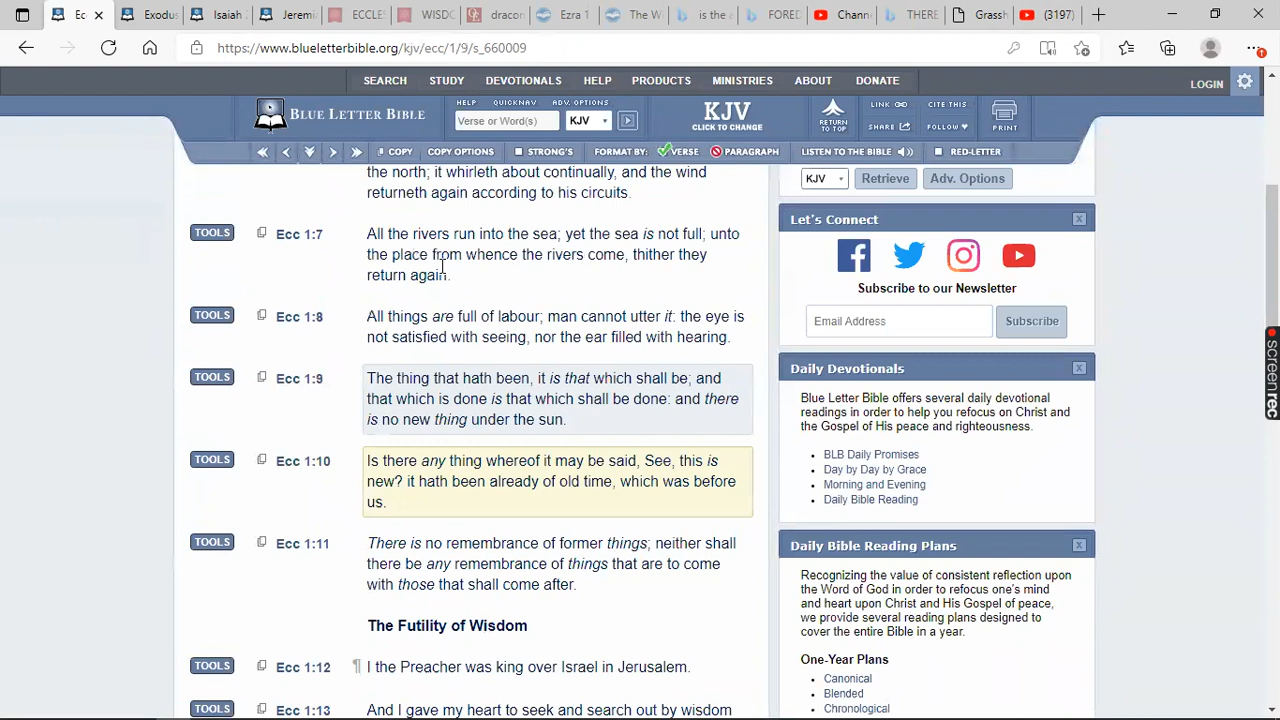 Ec
Exodus
Isaiah
Jeremi
ECCLES
WISDO
dracon
Ezra 1
The Wi
is the a
FORED
Chann
THERE
Grassh
(3197)
https://www.blueletterbible.org/kjv/ecc/1/9/s_660009
SEARCH STUDY DEVOTIONALS HELP PRODUCTS MINISTRIES ABOUT DONATE
LOGIN
BLUE LETTER BIBLE
HELP QUICKNAV ADV. OPTIONS
Verse or Word(s) KJV
KJV
CLICK TO CHANGE
RETURN
TO TOP
LINK CITE THIS
SHARE FOLLOW
PRINT
COPY COPY OPTIONS STRONG'S FORMAT BY: VERSE PARAGRAPH LISTEN TO THE BIBLE RED-LETTER
the north; it whirleth about continually, and the wind
returneth again according to his circuits.
TOOLS Ecc 1:7 All the rivers run into the sea; yet the sea is not full; unto
the place from whence the rivers come, thither they
return again.
TOOLS Ecc 1:8 All things are full of labour; man cannot utter it: the eye is
not satisfied with seeing, nor the ear filled with hearing.
TOOLS Ecc 1:9 The thing that hath been, it is that which shall be; and
that which is done is that which shall be done: and there
is no new thing under the sun.
TOOLS Ecc 1:10 Is there any thing whereof it may be said, See, this is
new? it hath been already of old time, which was before
us.
TOOLS Ecc 1:11 There is no remembrance of former things; neither shall
there be any remembrance of things that are to come
with those that shall come after.
The Futility of Wisdom
TOOLS Ecc 1:12 ¶ I the Preacher was king over Israel in Jerusalem.
TOOLS Ecc 1:13 And I gave my heart to seek and search out by wisdom
KJV Retrieve Adv. Options
Let's Connect x
Subscribe to our Newsletter
Email Address Subscribe
Daily Devotionals x
Blue Letter Bible offers several daily devotional
readings in order to help you refocus on Christ and
the Gospel of His peace and righteousness.
• BLB Daily Promises
• Day by Day by Grace
• Morning and Evening
• Daily Bible Reading
Daily Bible Reading Plans x
Recognizing the value of consistent reflection upon
the Word of God in order to refocus one's mind
and heart upon Christ and His Gospel of peace,
we provide several reading plans designed to
cover the entire Bible in a year.
One-Year Plans
• Canonical
• Blended
• Chronological
screenrec